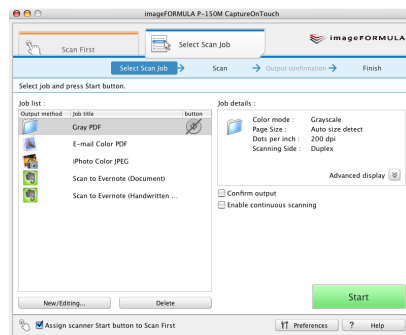 imageFORMULA P-150M CaptureOnTouch
Scan First
Select Scan Job
imageFORMULA
Select Scan Job
Scan
Output confirmation
Finish
Select job and press Start button.
Job list :
Output method Job title button
Gray PDF
E-mail Color PDF
iPhoto Color JPEG
Scan to Evernote (Document)
Scan to Evernote (Handwritten ...
New/Editing...
Delete
Job details :
Color mode : Grayscale
Page Size : Auto size detect
Dots per inch : 200 dpi
Scanning Side : Duplex
Advanced display
Confirm output
Enable continuous scanning
Start
Assign scanner Start button to Scan First
Preferences
? Help